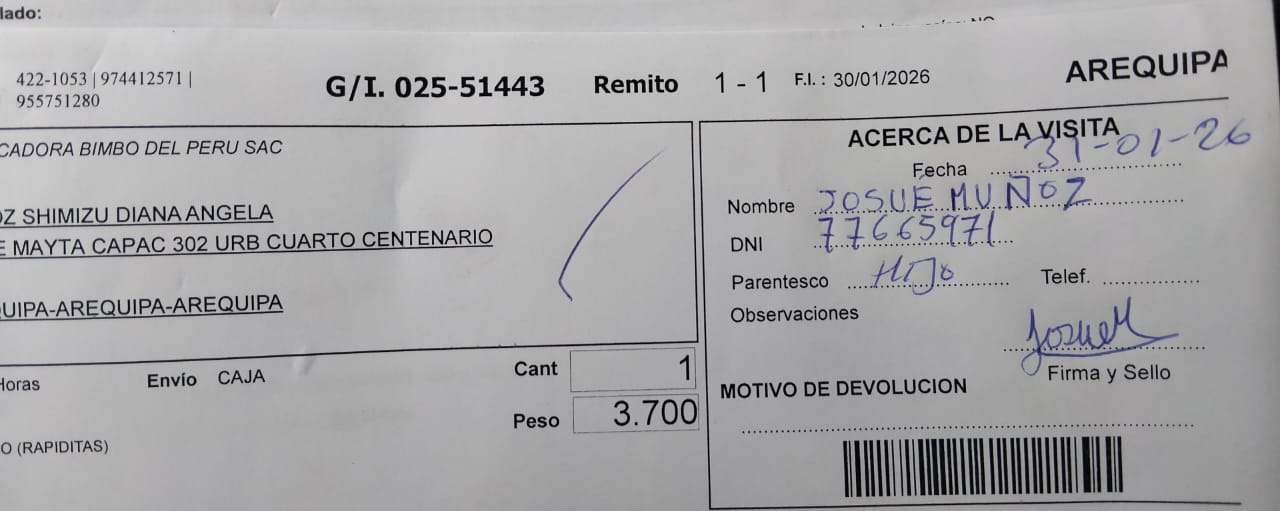 lado:
422-1053 | 974412571 |
955751280
G/I. 025-51443 Remito 1 - 1 F.I. : 30/01/2026
AREQUIPA
CADORA BIMBO DEL PERU SAC
OZ SHIMIZU DIANA ANGELA
E MAYTA CAPAC 302 URB CUARTO CENTENARIO
UIPA-AREQUIPA-AREQUIPA
Horas Envío CAJA
Cant 1
Peso 3.700
O (RAPIDITAS)
ACERCA DE LA VISITA
Fecha 31-01-26
Nombre JOSUÉ MUÑOZ
DNI 77665971
Parentesco HIJO Telef.
Observaciones
JosueM
Firma y Sello
MOTIVO DE DEVOLUCION